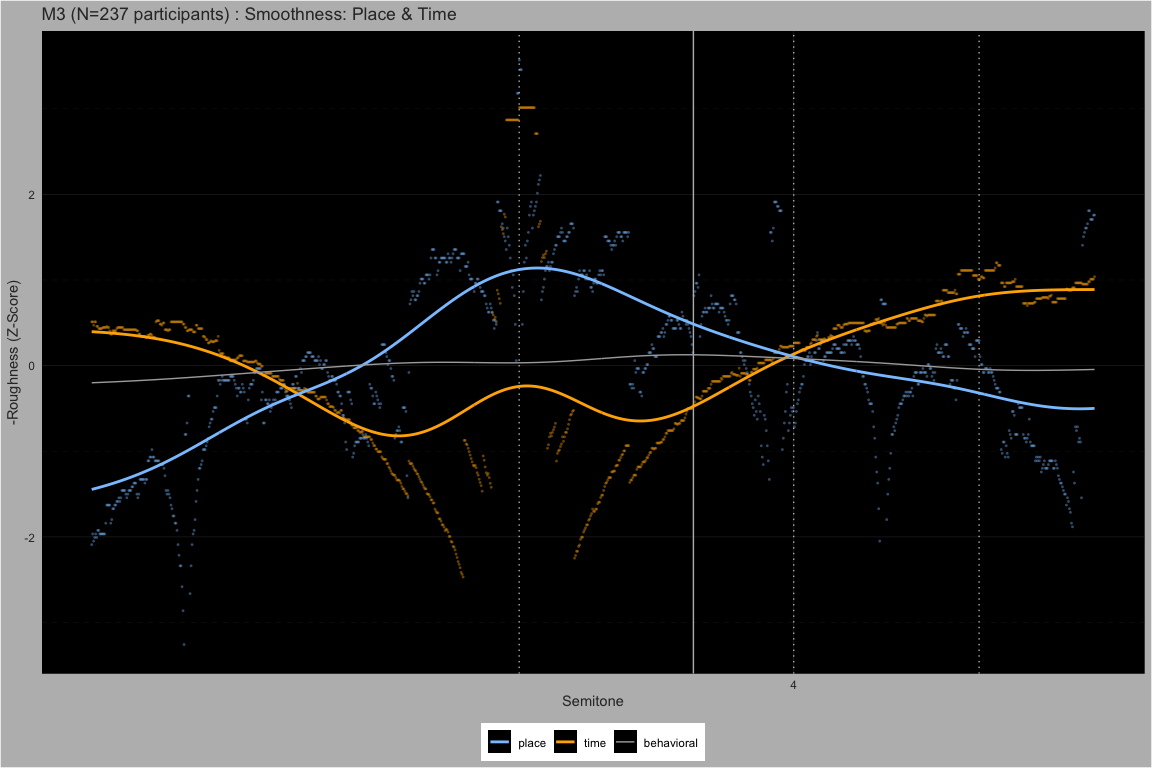 M3 (N=237 participants) : Smoothness: Place & Time
-Roughness (Z-Score)
2
0
-2
4
Semitone
place time behavioral